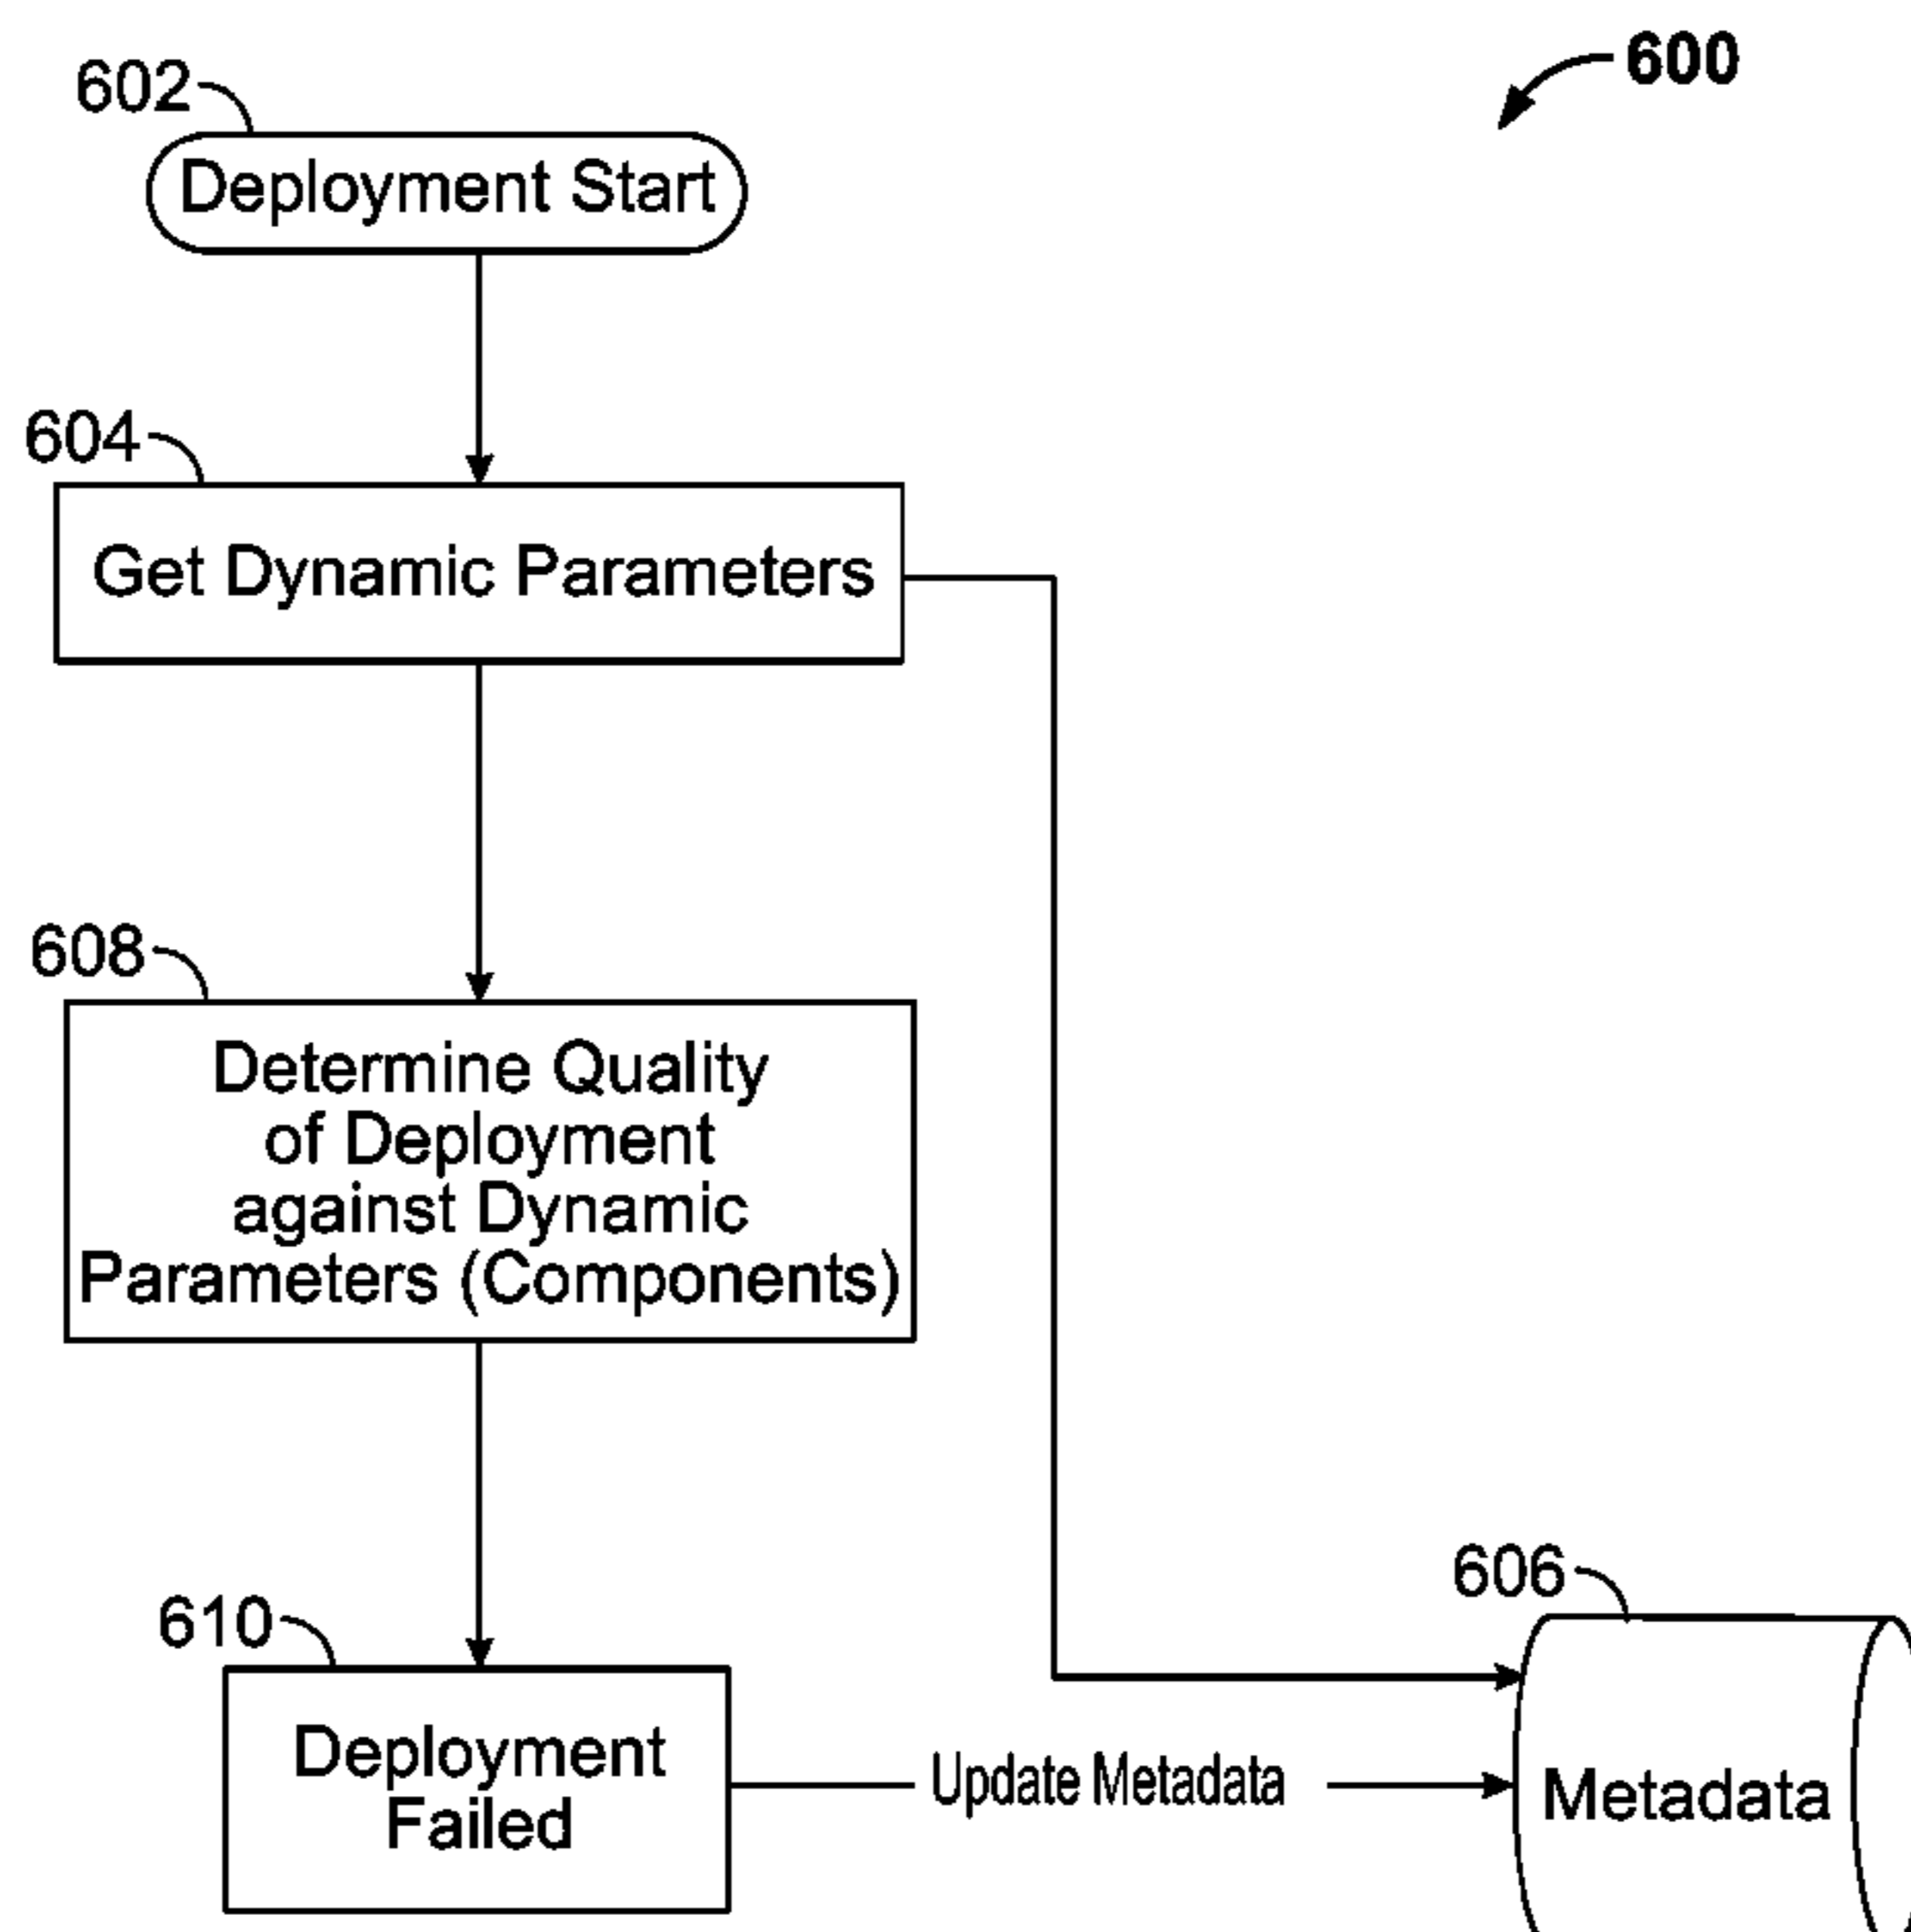 600
602
Deployment Start
604
Get Dynamic Parameters
608
Determine Quality
of Deployment
against Dynamic
Parameters (Components)
606
610
Deployment
Failed
Update Metadata
Metadata